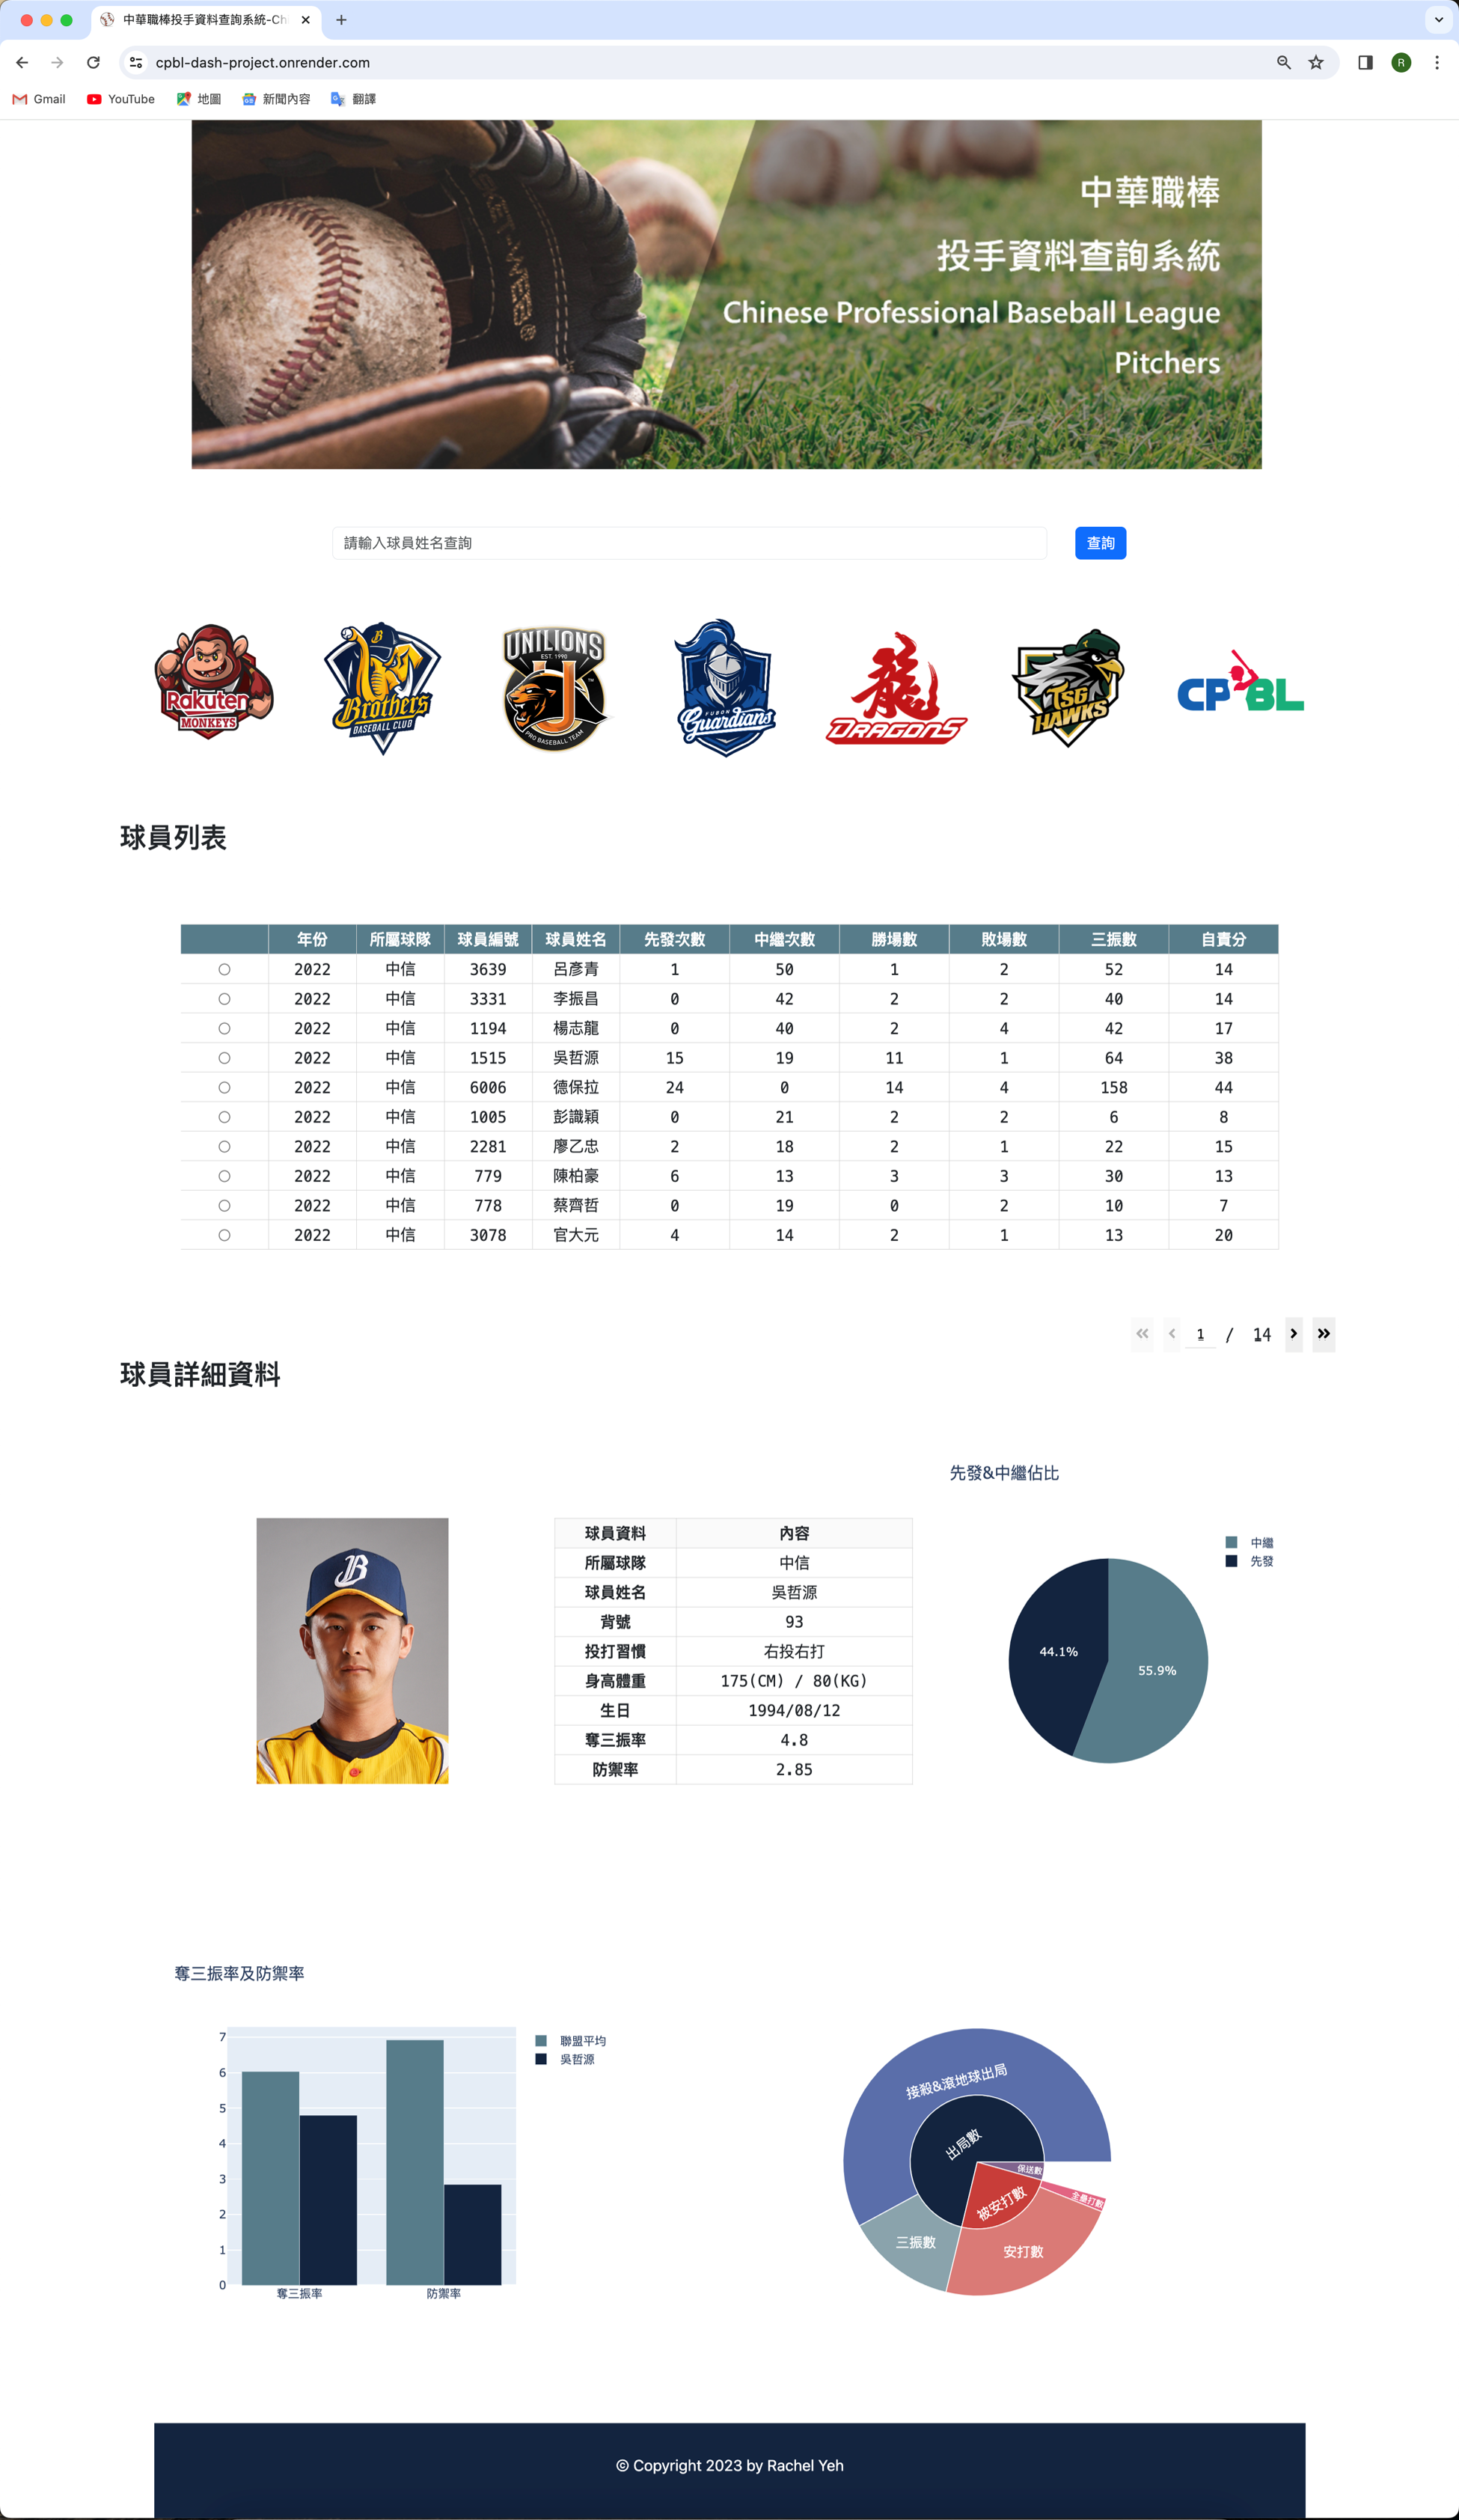 中華職棒投手資料查詢系統-Ch
cpbl-dash-project.onrender.com
R
Gmail YouTube 地圖 新聞內容 翻譯
中華職棒
投手資料查詢系統
Chinese Professional Baseball League
Pitchers
請輸入球員姓名查詢 查詢
Rakuten
MONKEYS
B
Brothers
BASEBALL CLUB
UNILIONS
EST. 1990
PRO BASEBALL TEAM
TM
FUBON
Guardians
龍
DRAGONS
TSG
HAWKS
CPBL
球員列表
年份 所屬球隊 球員編號 球員姓名 先發次數 中繼次數 勝場數 敗場數 三振數 自責分
2022 中信 3639 呂彥青 1 50 1 2 52 14
2022 中信 3331 李振昌 0 42 2 2 40 14
2022 中信 1194 楊志龍 0 40 2 4 42 17
2022 中信 1515 吳哲源 15 19 11 1 64 38
2022 中信 6006 德保拉 24 0 14 4 158 44
2022 中信 1005 彭識穎 0 21 2 2 6 8
2022 中信 2281 廖乙忠 2 18 2 1 22 15
2022 中信 779 陳柏豪 6 13 3 3 30 13
2022 中信 778 蔡齊哲 0 19 0 2 10 7
2022 中信 3078 官大元 4 14 2 1 13 20
1 / 14
球員詳細資料
先發&中繼佔比
球員資料 內容
所屬球隊 中信
球員姓名 吳哲源
背號 93
投打習慣 右投右打
身高體重 175(CM) / 80(KG)
生日 1994/08/12
奪三振率 4.8
防禦率 2.85
B
中繼
先發
44.1%
55.9%
奪三振率及防禦率
7
6
5
4
3
2
1
0
奪三振率 防禦率
聯盟平均
吳哲源
接殺&滾地球出局
出局數
保送數
全壘打數
被安打數
三振數
安打數
© Copyright 2023 by Rachel Yeh